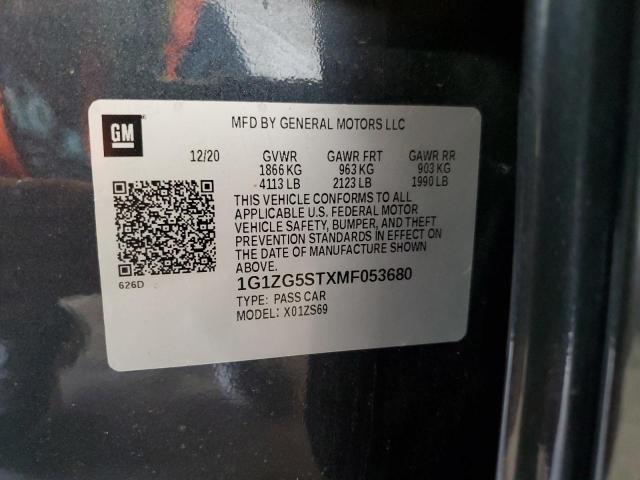 GM
MFD BY GENERAL MOTORS LLC
12/20 GVWR GAWR FRT GAWR RR
1866 KG 963 KG 903 KG
4113 LB 2123 LB 1990 LB
THIS VEHICLE CONFORMS TO ALL
APPLICABLE U.S. FEDERAL MOTOR
VEHICLE SAFETY, BUMPER, AND THEFT
PREVENTION STANDARDS IN EFFECT ON
THE DATE OF MANUFACTURE SHOWN
ABOVE.
626D
1G1ZG5STXMF053680
TYPE: PASS CAR
MODEL: X01ZS69